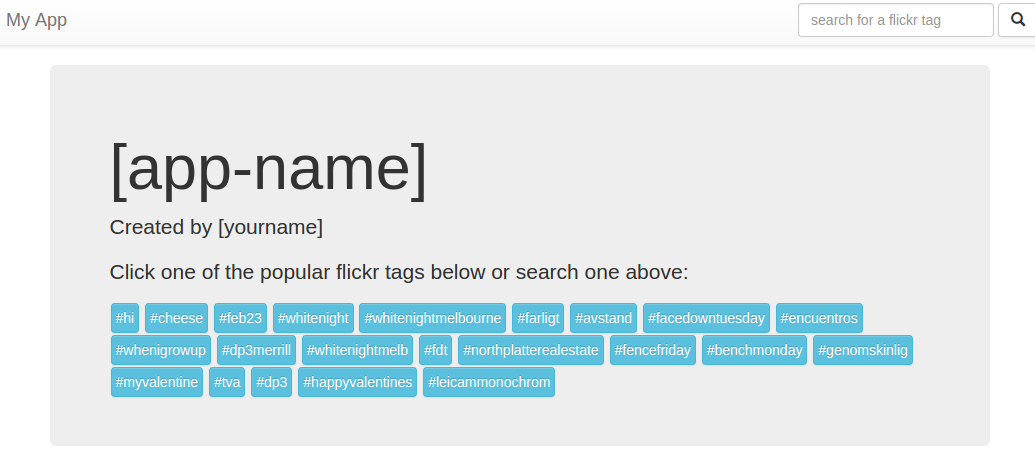 My App search for a flickr tag
[app-name]
Created by [yourname]
Click one of the popular flickr tags below or search one above:
#hi #cheese #feb23 #whitenight #whitenightmelbourne #farligt #avstand #facedowntuesday #encuentros
#whenigrowup #dp3merrill #whitenightmelb #fdt #northplatterealestate #fencefriday #benchmonday #genomskinlig
#myvalentine #tva #dp3 #happyvalentines #leicammonochrom